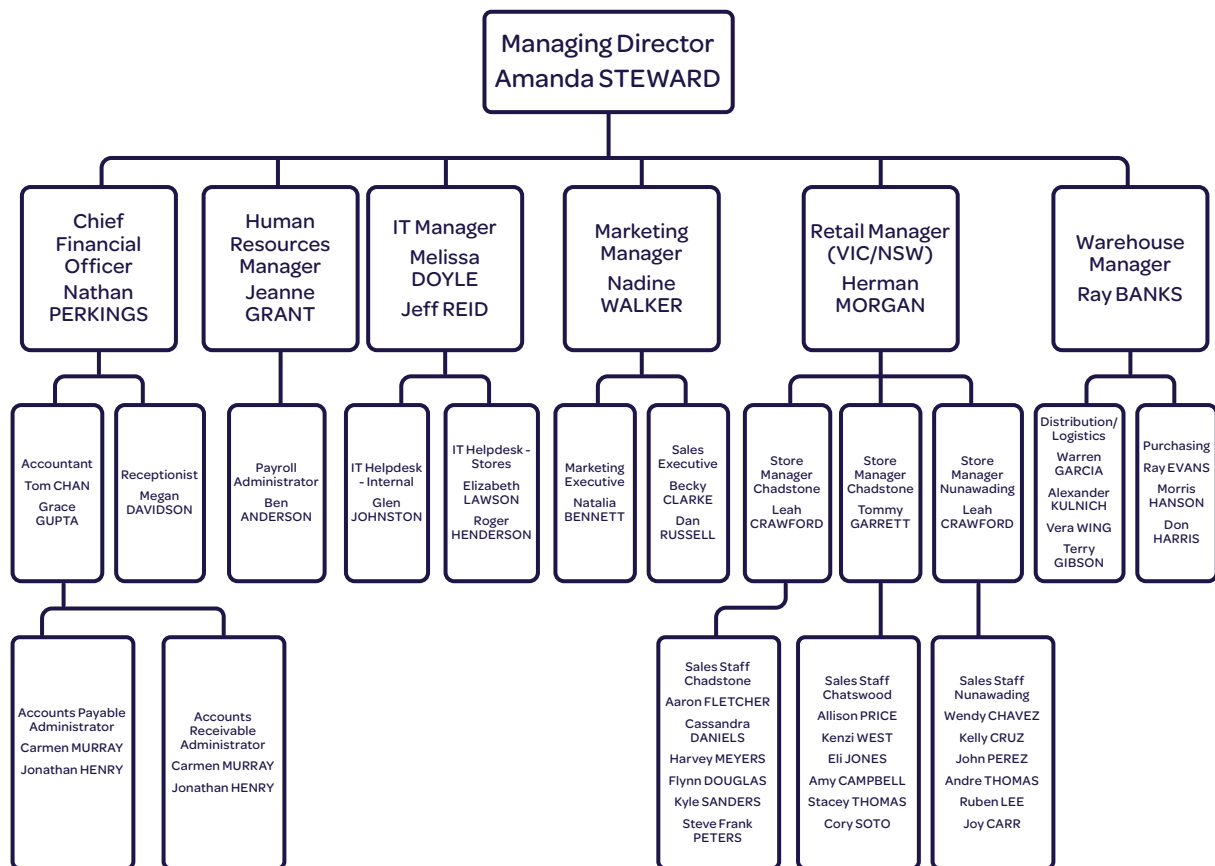 Managing Director
Amanda STEWARD
Chief
Financial
Officer
Nathan
PERKINGS
Human
Resources
Manager
Jeanne
GRANT
IT Manager
Melissa
DOYLE
Jeff REID
Marketing
Manager
Nadine
WALKER
Retail Manager
(VIC/NSW)
Herman
MORGAN
Warehouse
Manager
Ray BANKS
Accountant
Tom CHAN
Grace
GUPTA
Receptionist
Megan
DAVIDSON
Payroll
Administrator
Ben
ANDERSON
IT Helpdesk
- Internal
Glen
JOHNSTON
IT Helpdesk -
Stores
Elizabeth
LAWSON
Roger
HENDERSON
Marketing
Executive
Natalia
BENNETT
Sales
Executive
Becky
CLARKE
Dan
RUSSELL
Store
Manager
Chadstone
Leah
CRAWFORD
Store
Manager
Chadstone
Tommy
GARRETT
Store
Manager
Nunawading
Leah
CRAWFORD
Distribution/
Logistics
Warren
GARCIA
Alexander
KULNICH
Vera WING
Terry
GIBSON
Purchasing
Ray EVANS
Morris
HANSON
Don
HARRIS
Accounts Payable
Administrator
Carmen MURRAY
Jonathan HENRY
Accounts
Receivable
Administrator
Carmen MURRAY
Jonathan HENRY
Sales Staff
Chadstone
Aaron FLETCHER
Cassandra
DANIELS
Harvey MEYERS
Flynn DOUGLAS
Kyle SANDERS
Steve Frank
PETERS
Sales Staff
Chatswood
Allison PRICE
Kenzi WEST
Eli JONES
Amy CAMPBELL
Stacey THOMAS
Cory SOTO
Sales Staff
Nunawading
Wendy CHAVEZ
Kelly CRUZ
John PEREZ
Andre THOMAS
Ruben LEE
Joy CARR